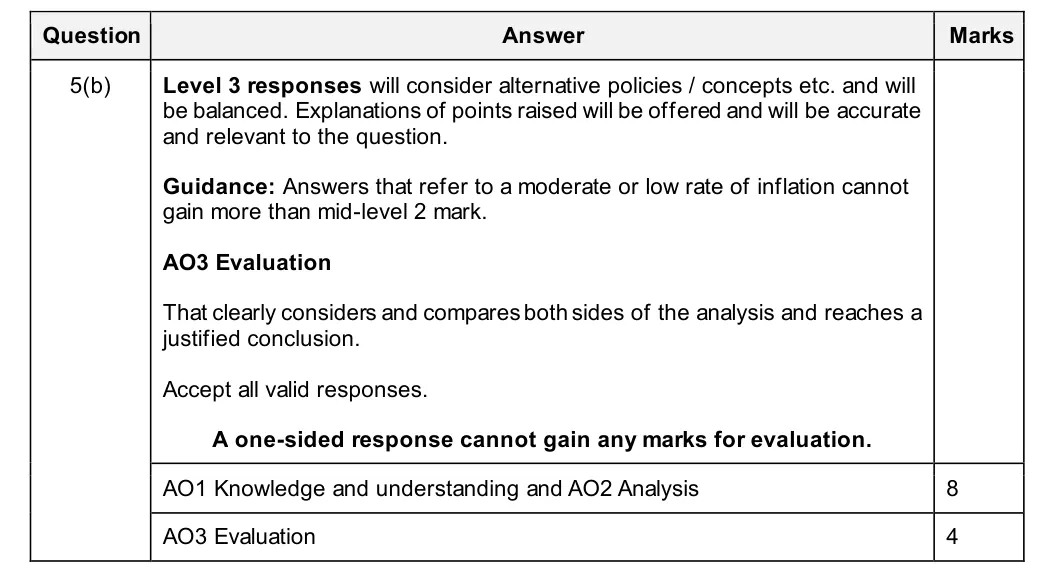 Question Answer Marks
5(b) Level 3 responses will consider alternative policies / concepts etc. and will
be balanced. Explanations of points raised will be offered and will be accurate
and relevant to the question.
Guidance: Answers that refer to a moderate or low rate of inflation cannot
gain more than mid-level 2 mark.
AO3 Evaluation
That clearly considers and compares both sides of the analysis and reaches a
justified conclusion.
Accept all valid responses.
A one-sided response cannot gain any marks for evaluation.
AO1 Knowledge and understanding and AO2 Analysis 8
AO3 Evaluation 4